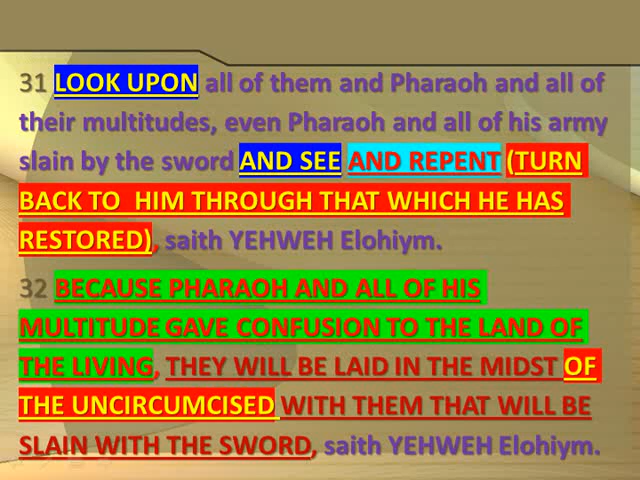 31 LOOK UPON all of them and Pharaoh and all of
their multitudes, even Pharaoh and all of his army
slain by the sword AND SEE AND REPENT (TURN
BACK TO HIM THROUGH THAT WHICH HE HAS
RESTORED), saith YEHWEH Elohiym.
32 BECAUSE PHARAOH AND ALL OF HIS
MULTITUDE GAVE CONFUSION TO THE LAND OF
THE LIVING, THEY WILL BE LAID IN THE MIDST OF
THE UNCIRCUMCISED WITH THEM THAT WILL BE
SLAIN WITH THE SWORD, saith YEHWEH Elohiym.